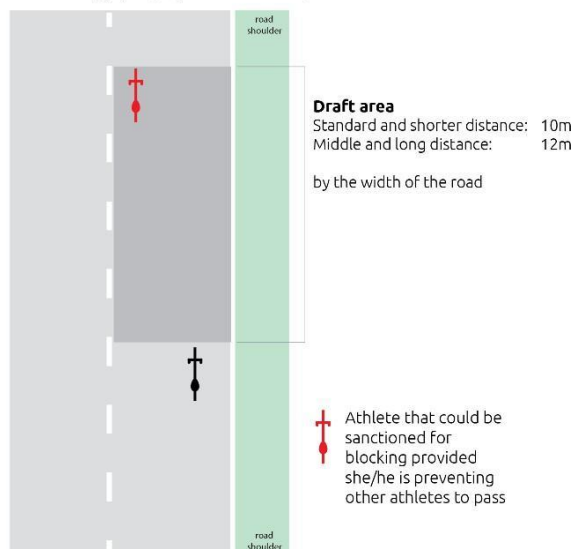 road
shoulder
Draft area
Standard and shorter distance: 10m
Middle and long distance: 12m
by the width of the road
Athlete that could be
sanctioned for
blocking provided
she/he is preventing
other athletes to pass
road
shoulder